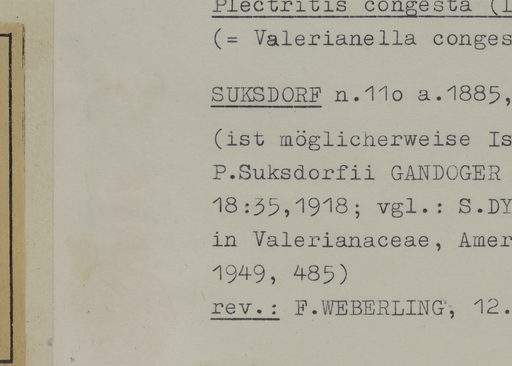 Plectritis congesta (L
(= Valerianella conges
SUKSDORF n.11o a.1885,
(ist möglicherweise Is
P.Suksdorfii GANDOGER
18:35,1918; vgl.: S.DY
in Valerianaceae, Amer
1949, 485)
rev.: F.WEBERLING, 12.